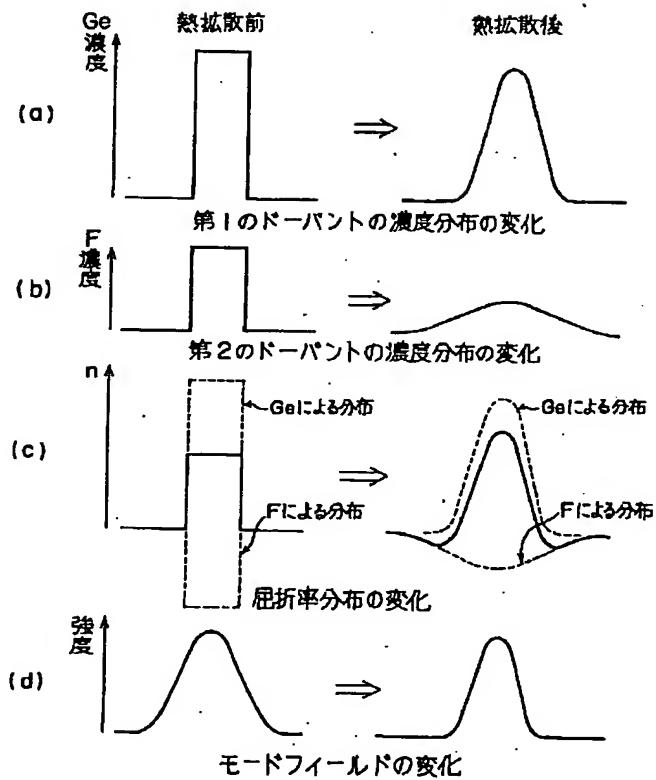 Ge
濃度
熱拡散前
熱拡散後
(a)
第1のドーパントの濃度分布の変化
F
濃度
(b)
第2のドーパントの濃度分布の変化
n
(c)
Geによる分布
Fによる分布
Geによる分布
Fによる分布
屈折率分布の変化
強度
(d)
モードフィールドの変化